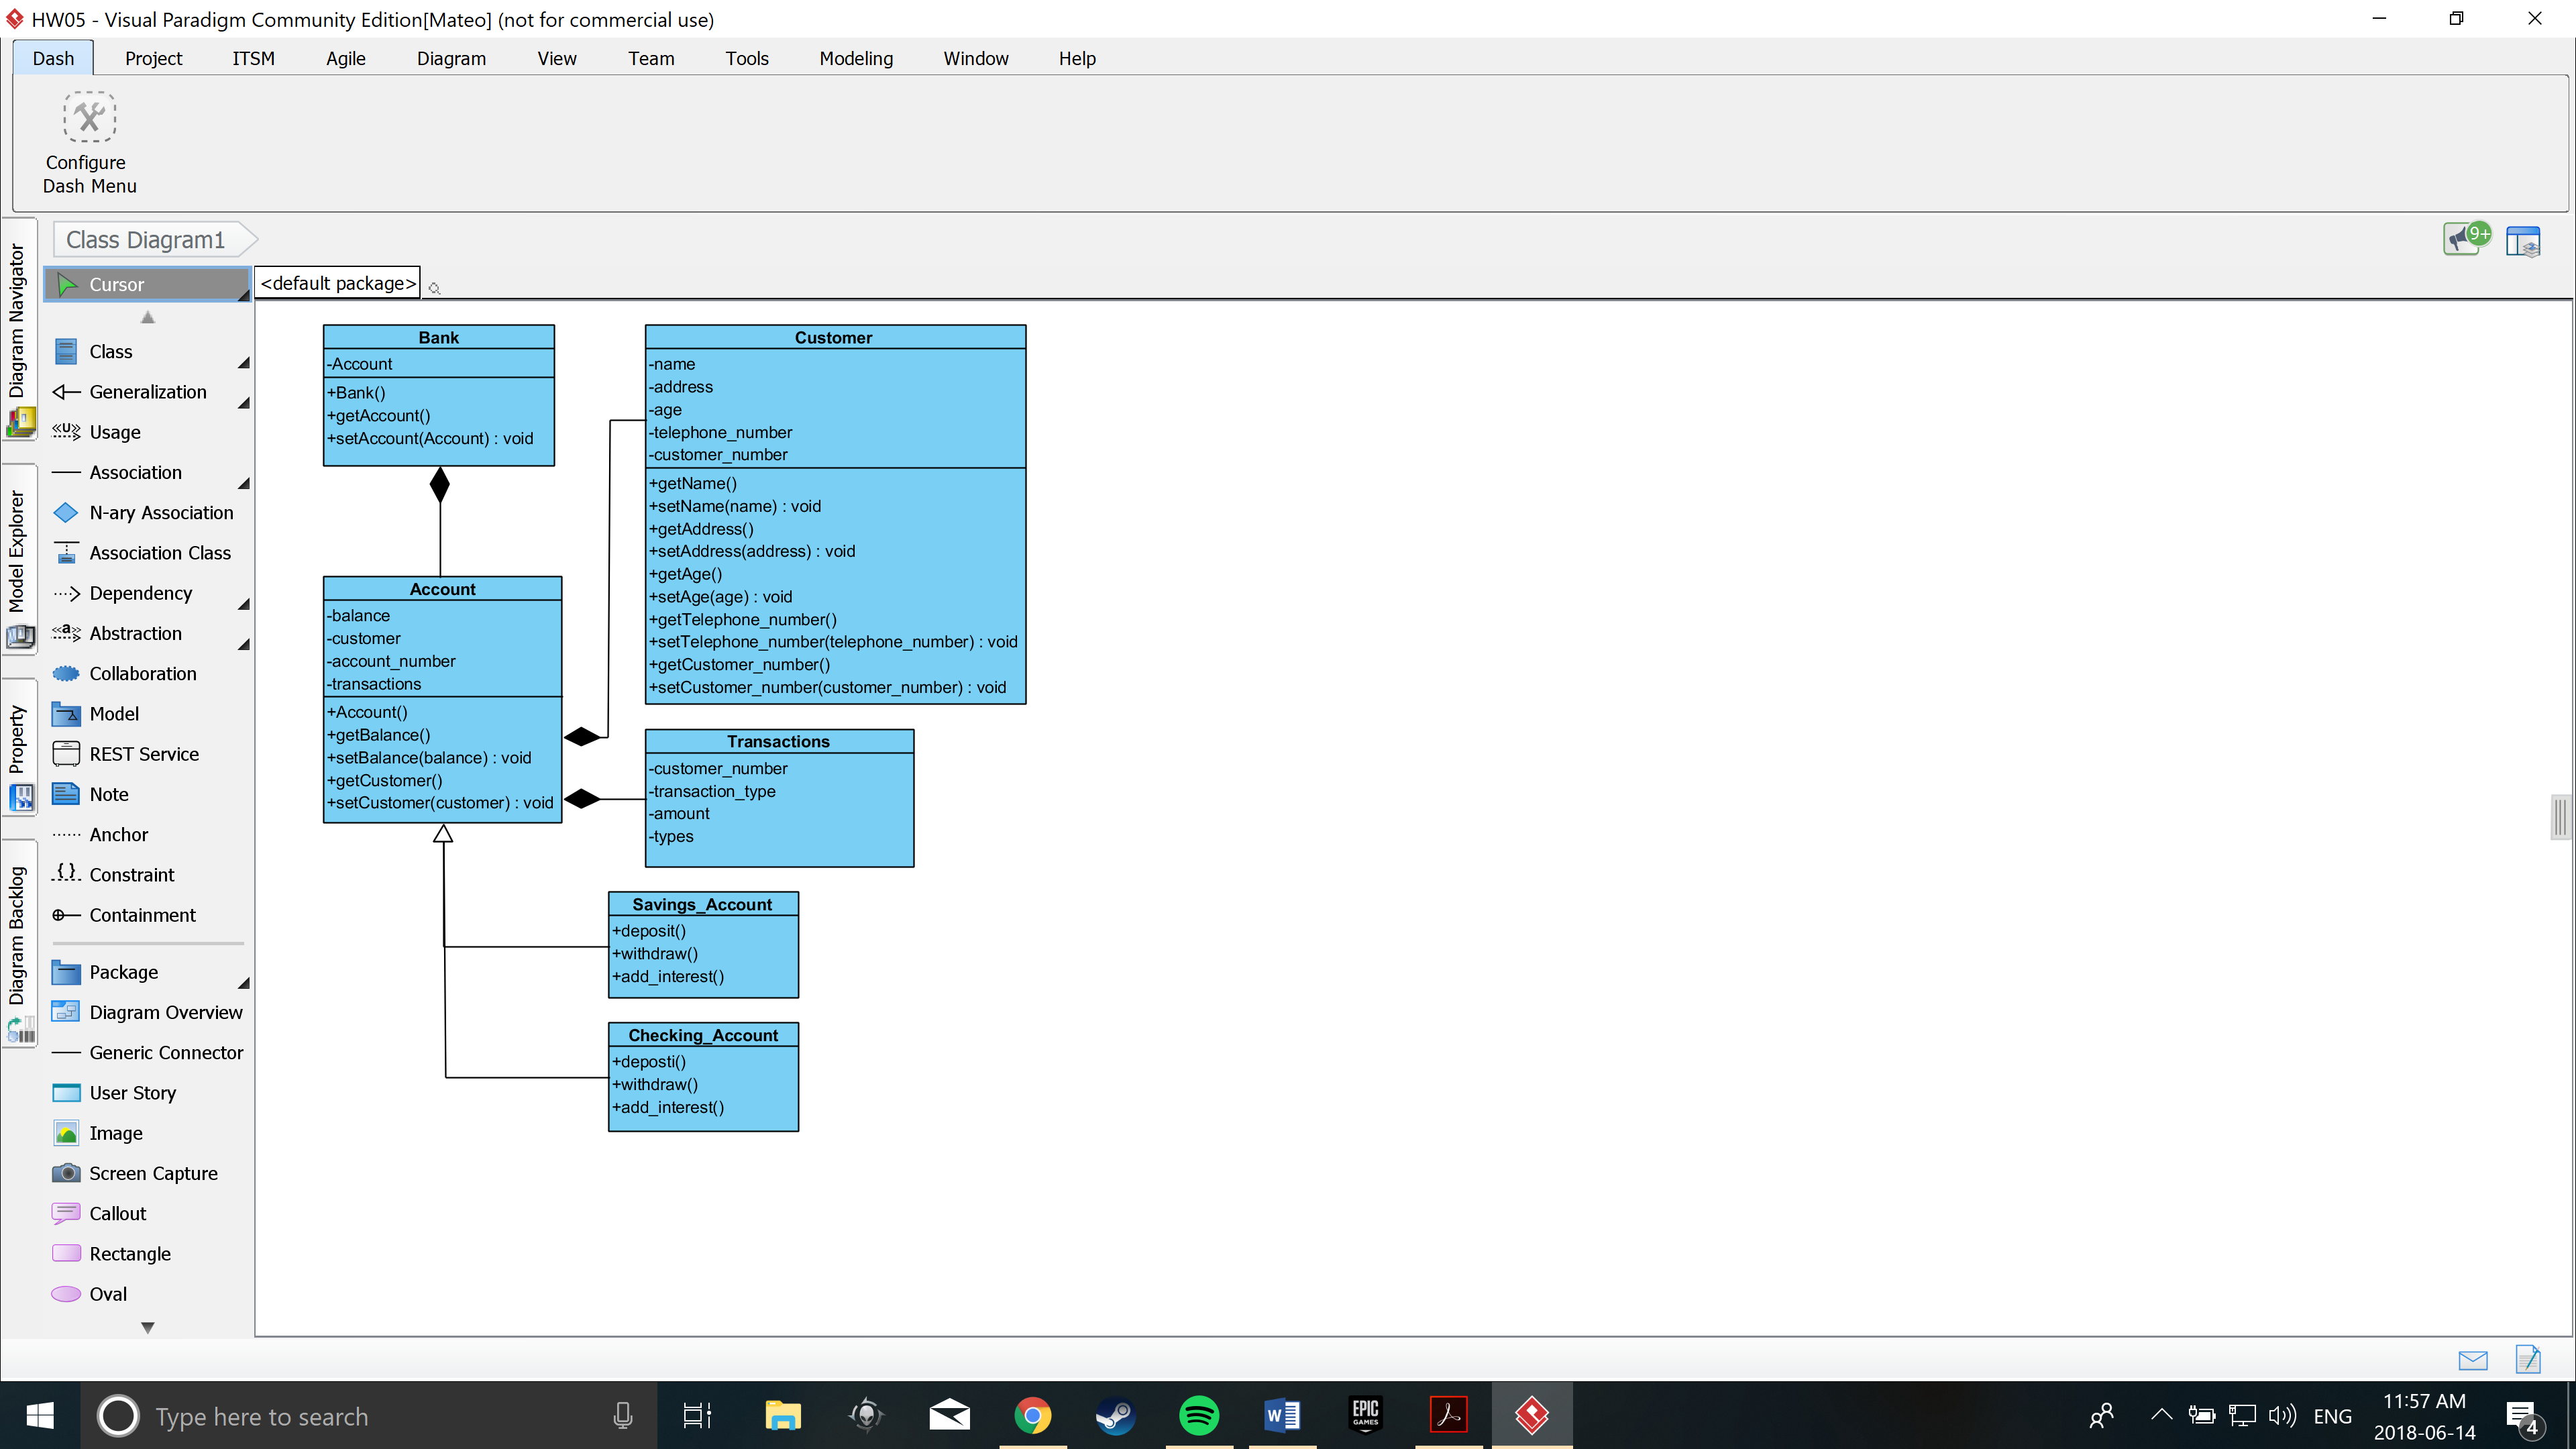 HW05 - Visual Paradigm Community Edition[Mateo] (not for commercial use)
Dash Project ITSM Agile Diagram View Team Tools Modeling Window Help
Configure
Dash Menu
Class Diagram1
9+
Diagram Navigator
Model Explorer
Property
Diagram Backlog
Cursor
Class
Generalization
«U» Usage
Association
N-ary Association
Association Class
Dependency
«a» Abstraction
Collaboration
Model
REST Service
Note
Anchor
{} Constraint
Containment
Package
Diagram Overview
Generic Connector
User Story
Image
Screen Capture
Callout
Rectangle
Oval
<default package>
Bank
-Account
+Bank()
+getAccount()
+setAccount(Account) : void
Customer
-name
-address
-age
-telephone_number
-customer_number
+getName()
+setName(name) : void
+getAddress()
+setAddress(address) : void
+getAge()
+setAge(age) : void
+getTelephone_number()
+setTelephone_number(telephone_number) : void
+getCustomer_number()
+setCustomer_number(customer_number) : void
Account
-balance
-customer
-account_number
-transactions
+Account()
+getBalance()
+setBalance(balance) : void
+getCustomer()
+setCustomer(customer) : void
Transactions
-customer_number
-transaction_type
-amount
-types
Savings_Account
+deposit()
+withdraw()
+add_interest()
Checking_Account
+deposti()
+withdraw()
+add_interest()
Type here to search
EPIC
GAMES
ENG
11:57 AM
2018-06-14
4